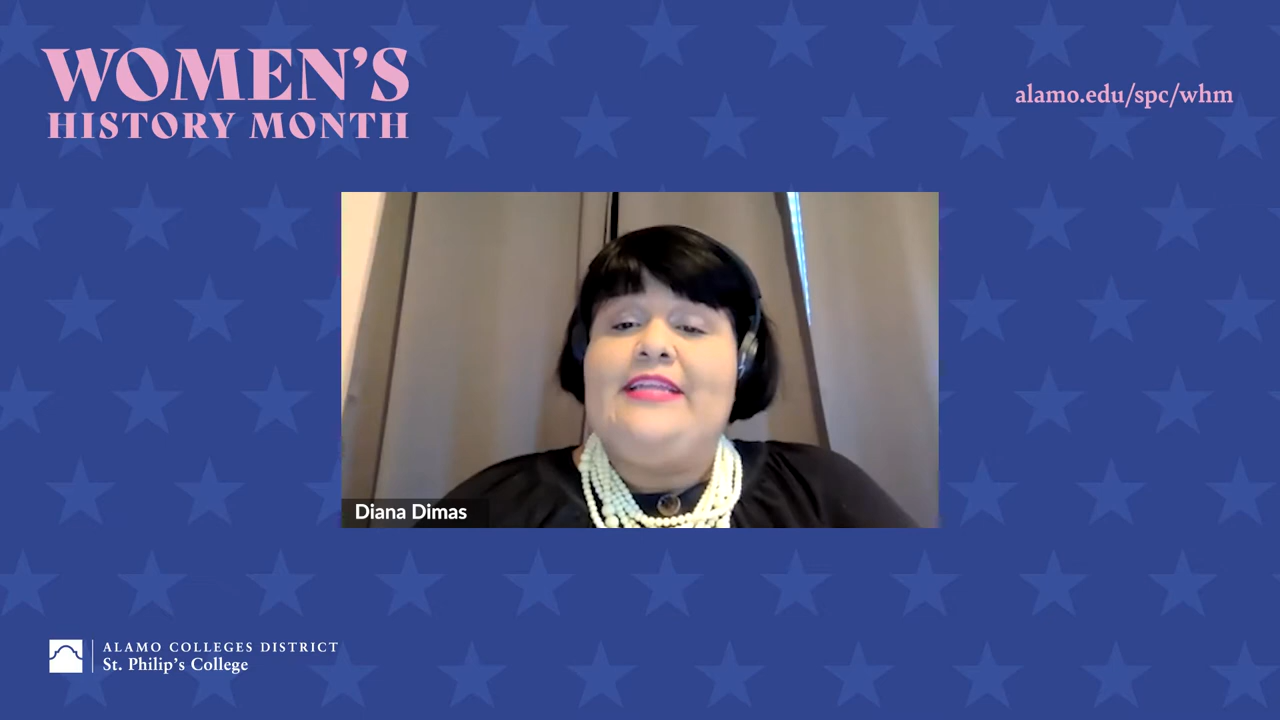 WOMEN'S
HISTORY MONTH
alamo.edu/spc/whm
Diana Dimas
ALAMO COLLEGES DISTRICT
St. Philip's College